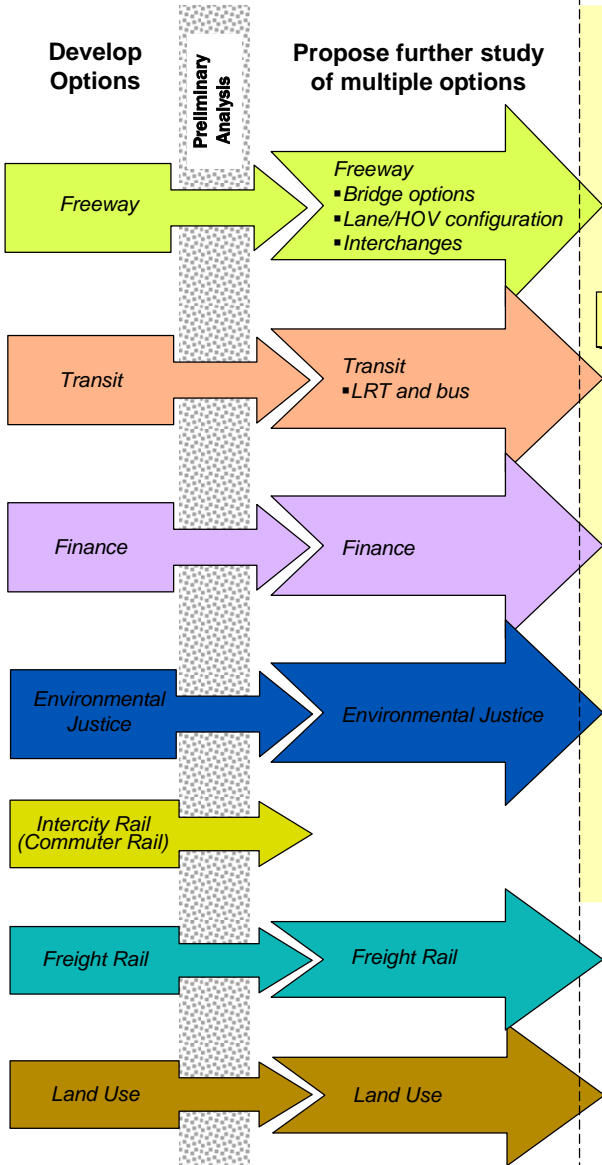 Develop
Options
Preliminary
Analysis
Propose further study
of multiple options
Freeway
Freeway
▪Bridge options
▪Lane/HOV configuration
▪Interchanges
Transit
Transit
▪LRT and bus
Finance
Finance
Environmental
Justice
Environmental Justice
Intercity Rail
(Commuter Rail)
Freight Rail
Freight Rail
Land Use
Land Use